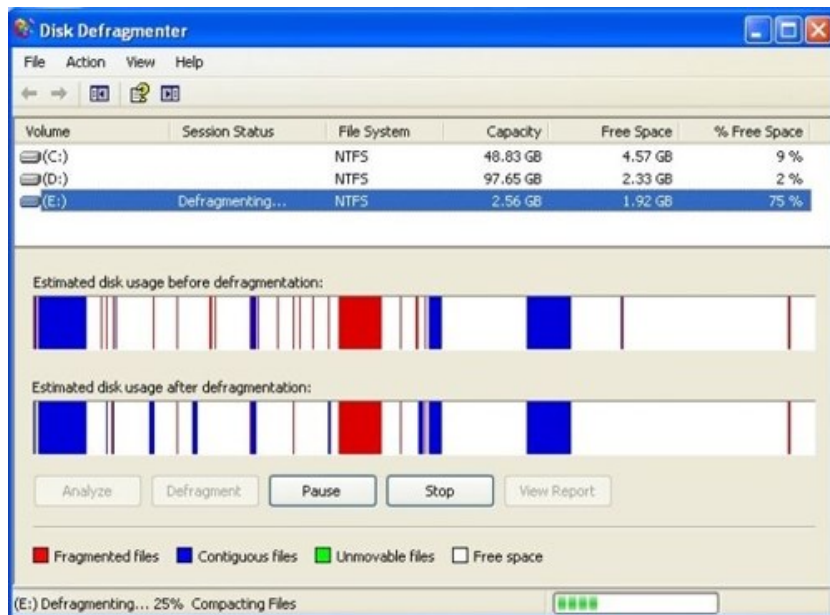 Disk Defragmenter
File Action View Help
Volume Session Status File System Capacity Free Space % Free Space
(C:) NTFS 48.83 GB 4.57 GB 9 %
(D:) NTFS 97.65 GB 2.33 GB 2 %
(E:) Defragmenting... NTFS 2.56 GB 1.92 GB 75 %
Estimated disk usage before defragmentation:
Estimated disk usage after defragmentation:
Analyze Defragment Pause Stop View Report
Fragmented files Contiguous files Unmovable files Free space
(E:) Defragmenting... 25% Compacting Files